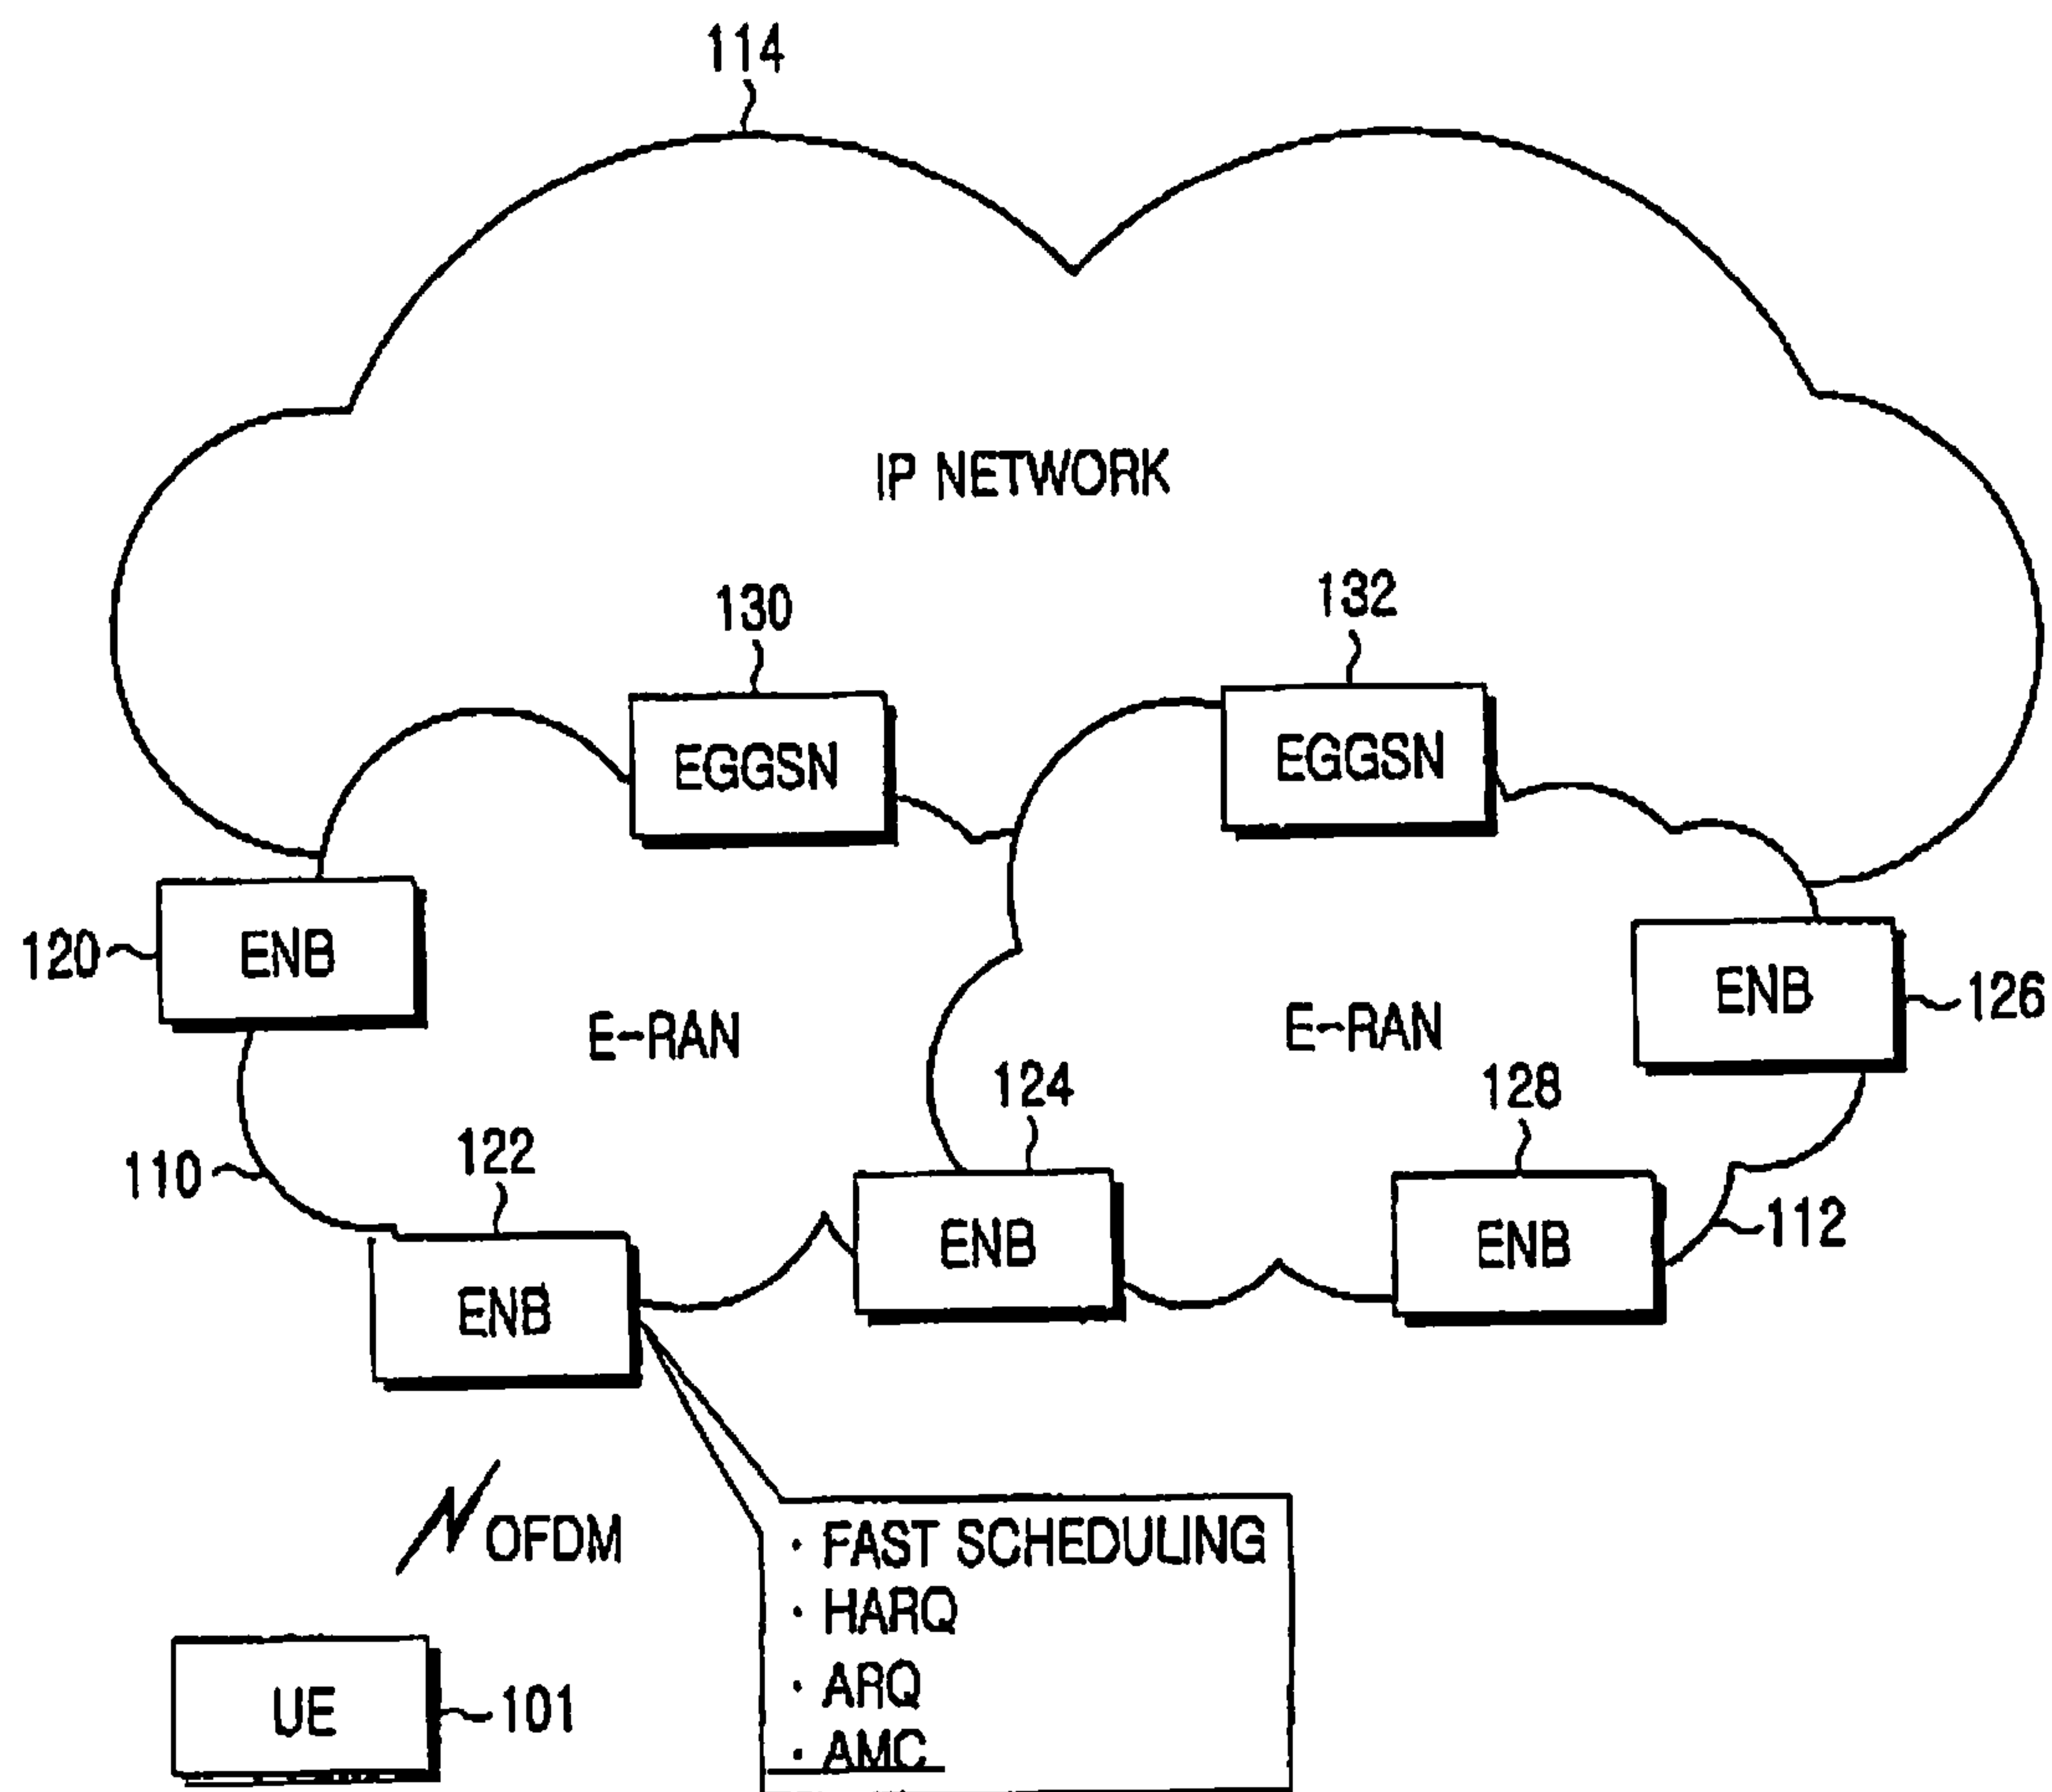 114
IP NETWORK
130
132
EGGSN
EGGSN
120
ENB
ENB
126
E-RAN
E-RAN
124
128
110
122
ENB
ENB
112
ENB
OFDM
· FAST SCHEDULING
· HARQ
· ARQ
· AMC
UE
101